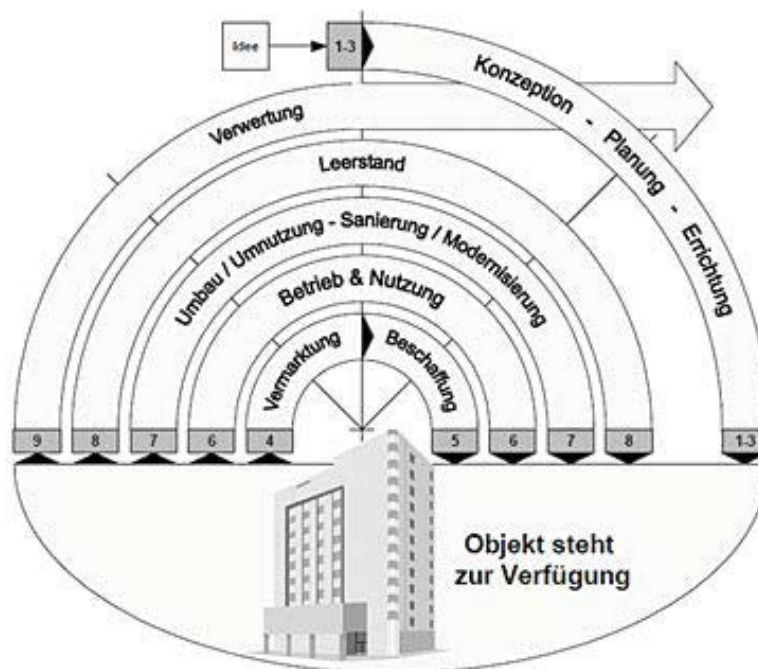 Idee
1-3
Konzeption - Planung - Errichtung
Verwertung
Leerstand
Umbau / Umnutzung - Sanierung / Modernisierung
Betrieb & Nutzung
Vermarktung
Beschaffung
9 8 7 6 4 5 6 7 8 1-3
Objekt steht
zur Verfügung